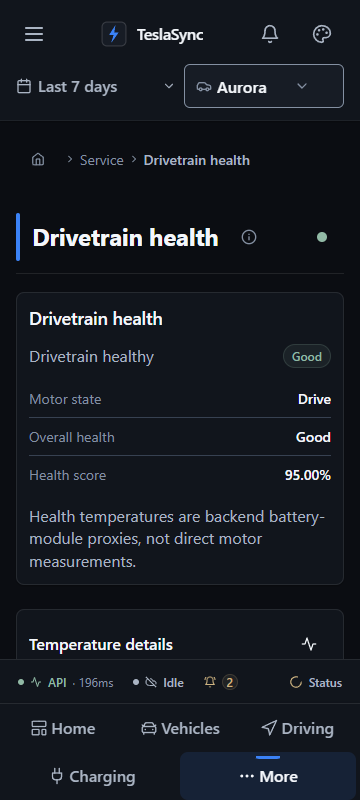 TeslaSync
Last 7 days
Aurora
Service
Drivetrain health
Drivetrain health
Drivetrain health
Drivetrain healthy
Good
Motor state
Drive
Overall health
Good
Health score
95.00%
Health temperatures are backend battery-
module proxies, not direct motor
measurements.
Temperature details
API · 196ms
Idle
2
Status
Home
Vehicles
Driving
Charging
More